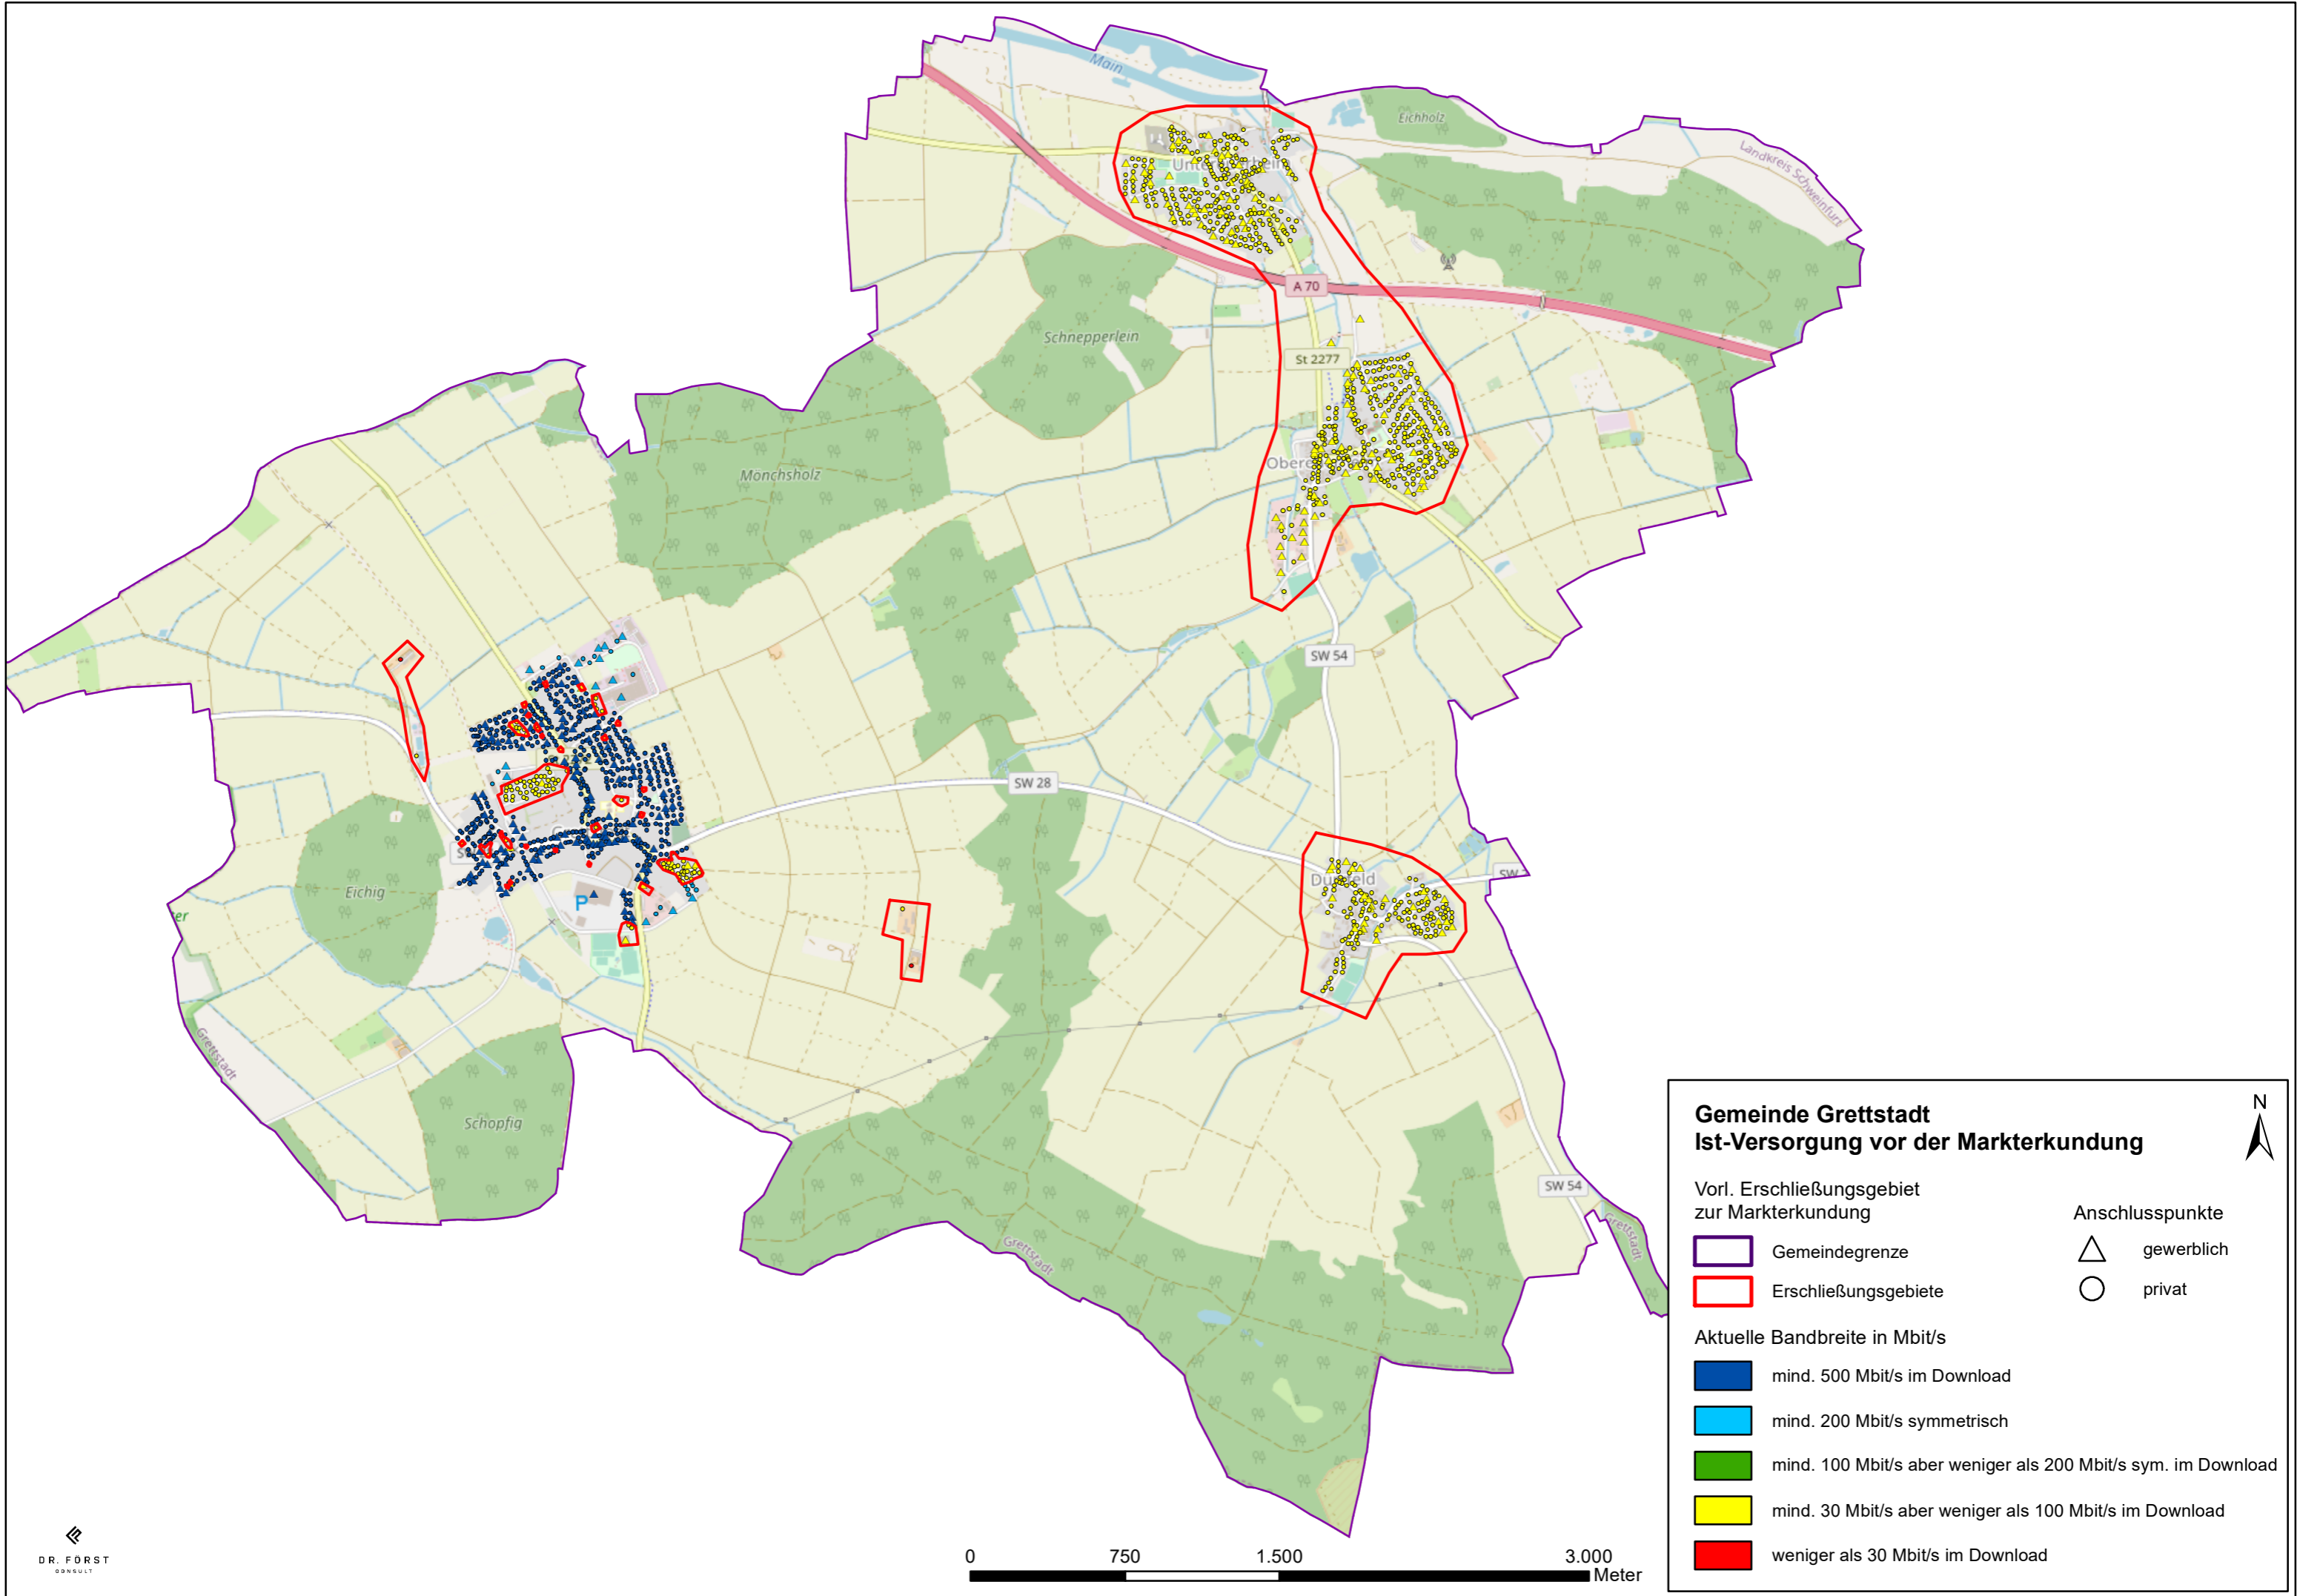 Main
Eichholz
Landkreis Schweinfurt
A 70
Schnepperlein
St 2277
Mönchsholz
SW 54
SW 28
Eichig
P
SW
Grettstadt
Schopfig
SW 54
Grettstadt
Grettstadt
Gemeinde Grettstadt
Ist-Versorgung vor der Markterkundung
N
Vorl. Erschließungsgebiet
zur Markterkundung
Anschlusspunkte
Gemeindegrenze
gewerblich
Erschließungsgebiete
privat
Aktuelle Bandbreite in Mbit/s
mind. 500 Mbit/s im Download
mind. 200 Mbit/s symmetrisch
mind. 100 Mbit/s aber weniger als 200 Mbit/s sym. im Download
mind. 30 Mbit/s aber weniger als 100 Mbit/s im Download
weniger als 30 Mbit/s im Download
0 750 1.500 3.000
Meter
DR. FÖRST
CONSULT